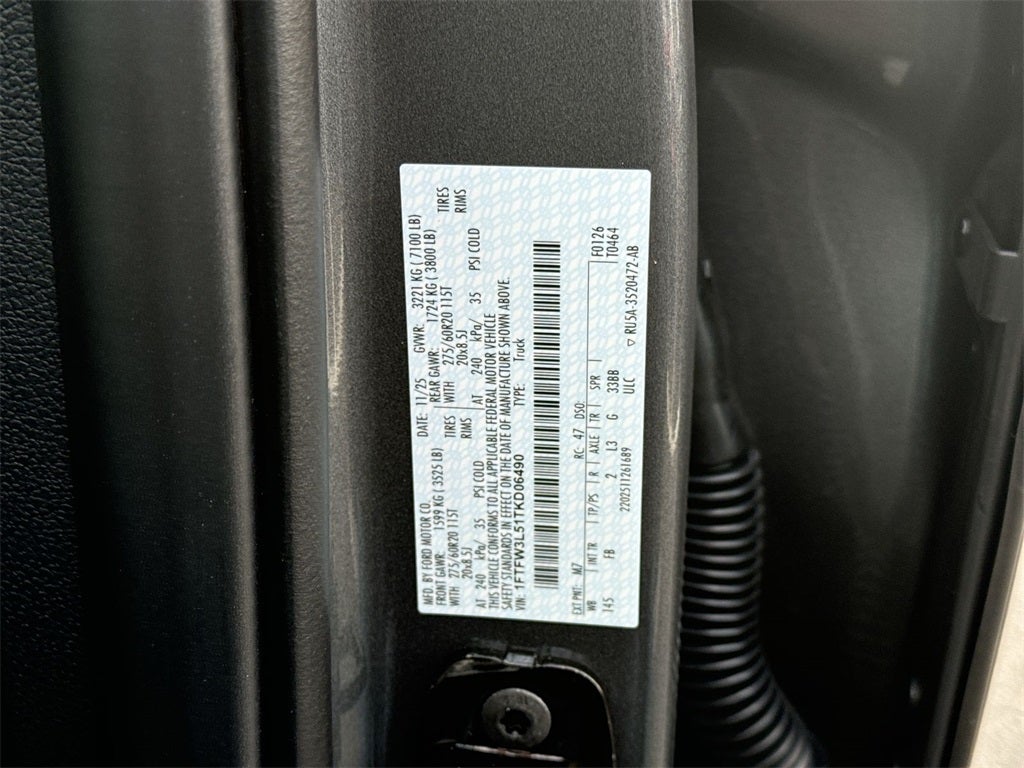 MFD. BY FORD MOTOR CO. DATE: 11/25 GVWR: 3221 KG ( 7100 LB)
FRONT GAWR: 1599 KG ( 3525 LB) REAR GAWR: 1724 KG ( 3800 LB)
WITH 275/60R20 115T TIRES WITH 275/60R20 115T TIRES
20x8.5J RIMS 20x8.5J RIMS
AT 240 kPa/ 35 PSI COLD AT 240 kPa/ 35 PSI COLD
THIS VEHICLE CONFORMS TO ALL APPLICABLE FEDERAL MOTOR VEHICLE
SAFETY STANDARDS IN EFFECT ON THE DATE OF MANUFACTURE SHOWN ABOVE.
VIN: 1FTFW3L51TKD06490 TYPE: Truck
EXT PNT: M7 RC: 47 DSO: F0126
WB INT TR TP/PS R AXLE TR SPR T0464
145 FB 2 L3 G 33BB
2202511261689 ULC ▽ RU5A-3520472-AB